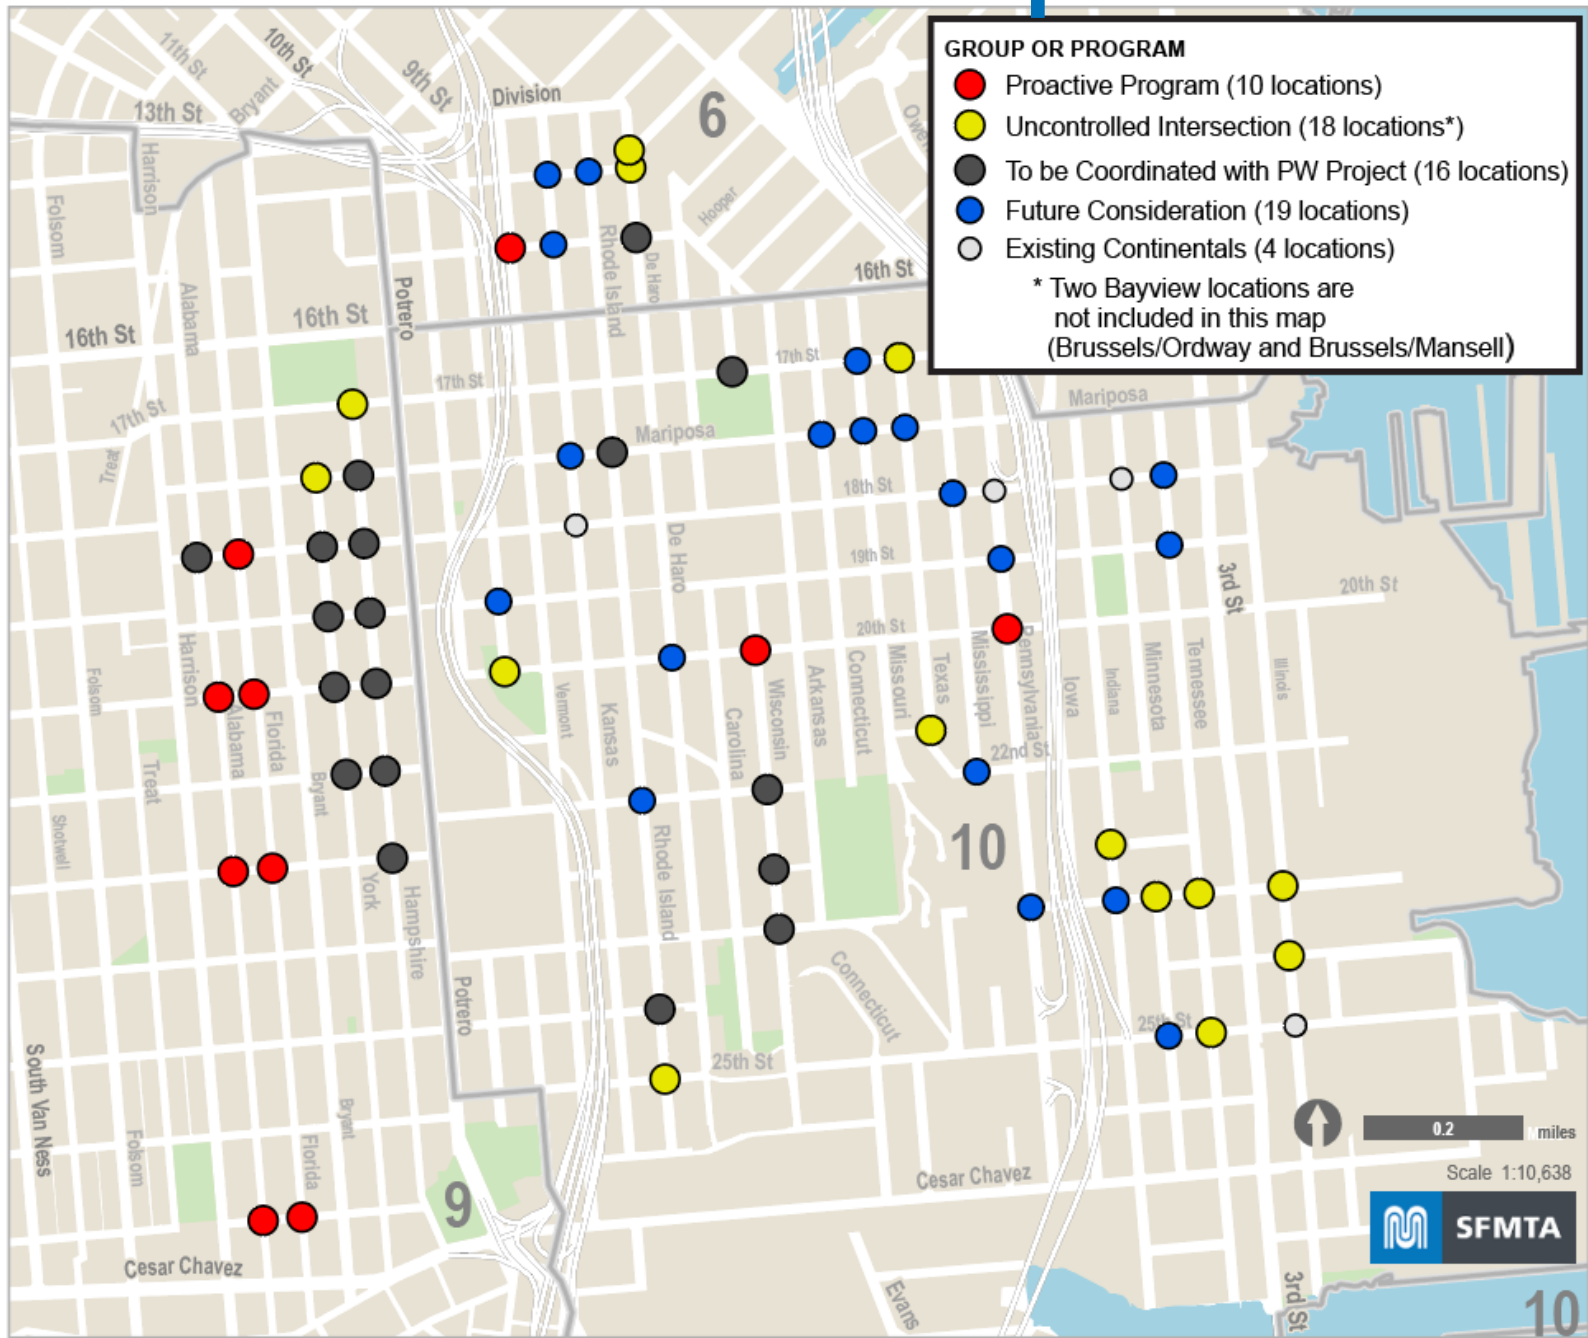 GROUP OR PROGRAM
Proactive Program (10 locations)
Uncontrolled Intersection (18 locations*)
To be Coordinated with PW Project (16 locations)
Future Consideration (19 locations)
Existing Continentals (4 locations)
* Two Bayview locations are
not included in this map
(Brussels/Ordway and Brussels/Mansell)
11th St
10th St
9th St
Division
6
13th St
Bryant
Harrison
Folsom
Hooper
Rhode Island
De Haro
16th St
Potrero
Alabama
16th St
16th St
17th St
17th St
17th St
Mariposa
Mariposa
Treat
18th St
De Haro
19th St
3rd St
20th St
20th St
Harrison
Folsom
Alabama
Florida
Vermont
Kansas
Carolina
Wisconsin
Arkansas
Connecticut
Missouri
Texas
Mississippi
Pennsylvania
Iowa
Indiana
Minnesota
Tennessee
Illinois
22nd St
Treat
Bryant
Shotwell
Rhode Island
10
York
Hampshire
Connecticut
Potrero
25th St
25th St
South Van Ness
Folsom
Florida
Bryant
9
Cesar Chavez
Cesar Chavez
Evans
3rd St
0.2
miles
Scale 1:10,638
SFMTA
10